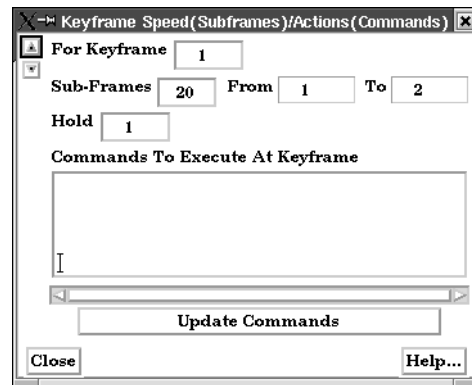 Keyframe Speed(Subframes)/Actions(Commands)
For Keyframe 1
Sub-Frames 20 From 1 To 2
Hold 1
Commands To Execute At Keyframe
Update Commands
Close Help...